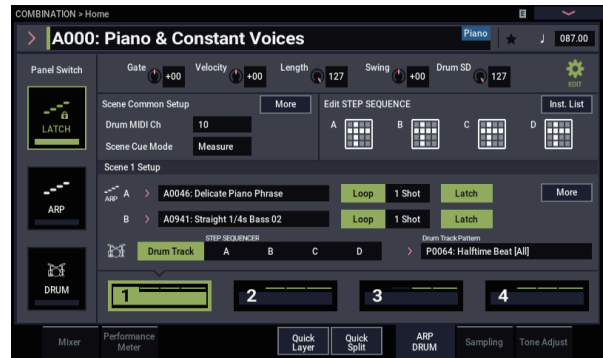 COMBINATION > Home E
A000: Piano & Constant Voices Piano ♩ 087.00
Panel Switch Gate +00 Velocity +00 Length 127 Swing +00 Drum SD 127 EDIT
Scene Common Setup More Edit STEP SEQUENCE Inst. List
LATCH Drum MIDI Ch 10 A B C D
Scene Cue Mode Measure
Scene 1 Setup
ARP A > A0046: Delicate Piano Phrase Loop 1 Shot Latch More
ARP B > A0941: Straight 1/4s Bass 02 Loop 1 Shot Latch
STEP SEQUENCER Drum Track Pattern
Drum Track A B C D > P0064: Halftime Beat [All]
DRUM 1 2 3 4
Mixer Performance Meter Quick Layer Quick Split ARP DRUM Sampling Tone Adjust